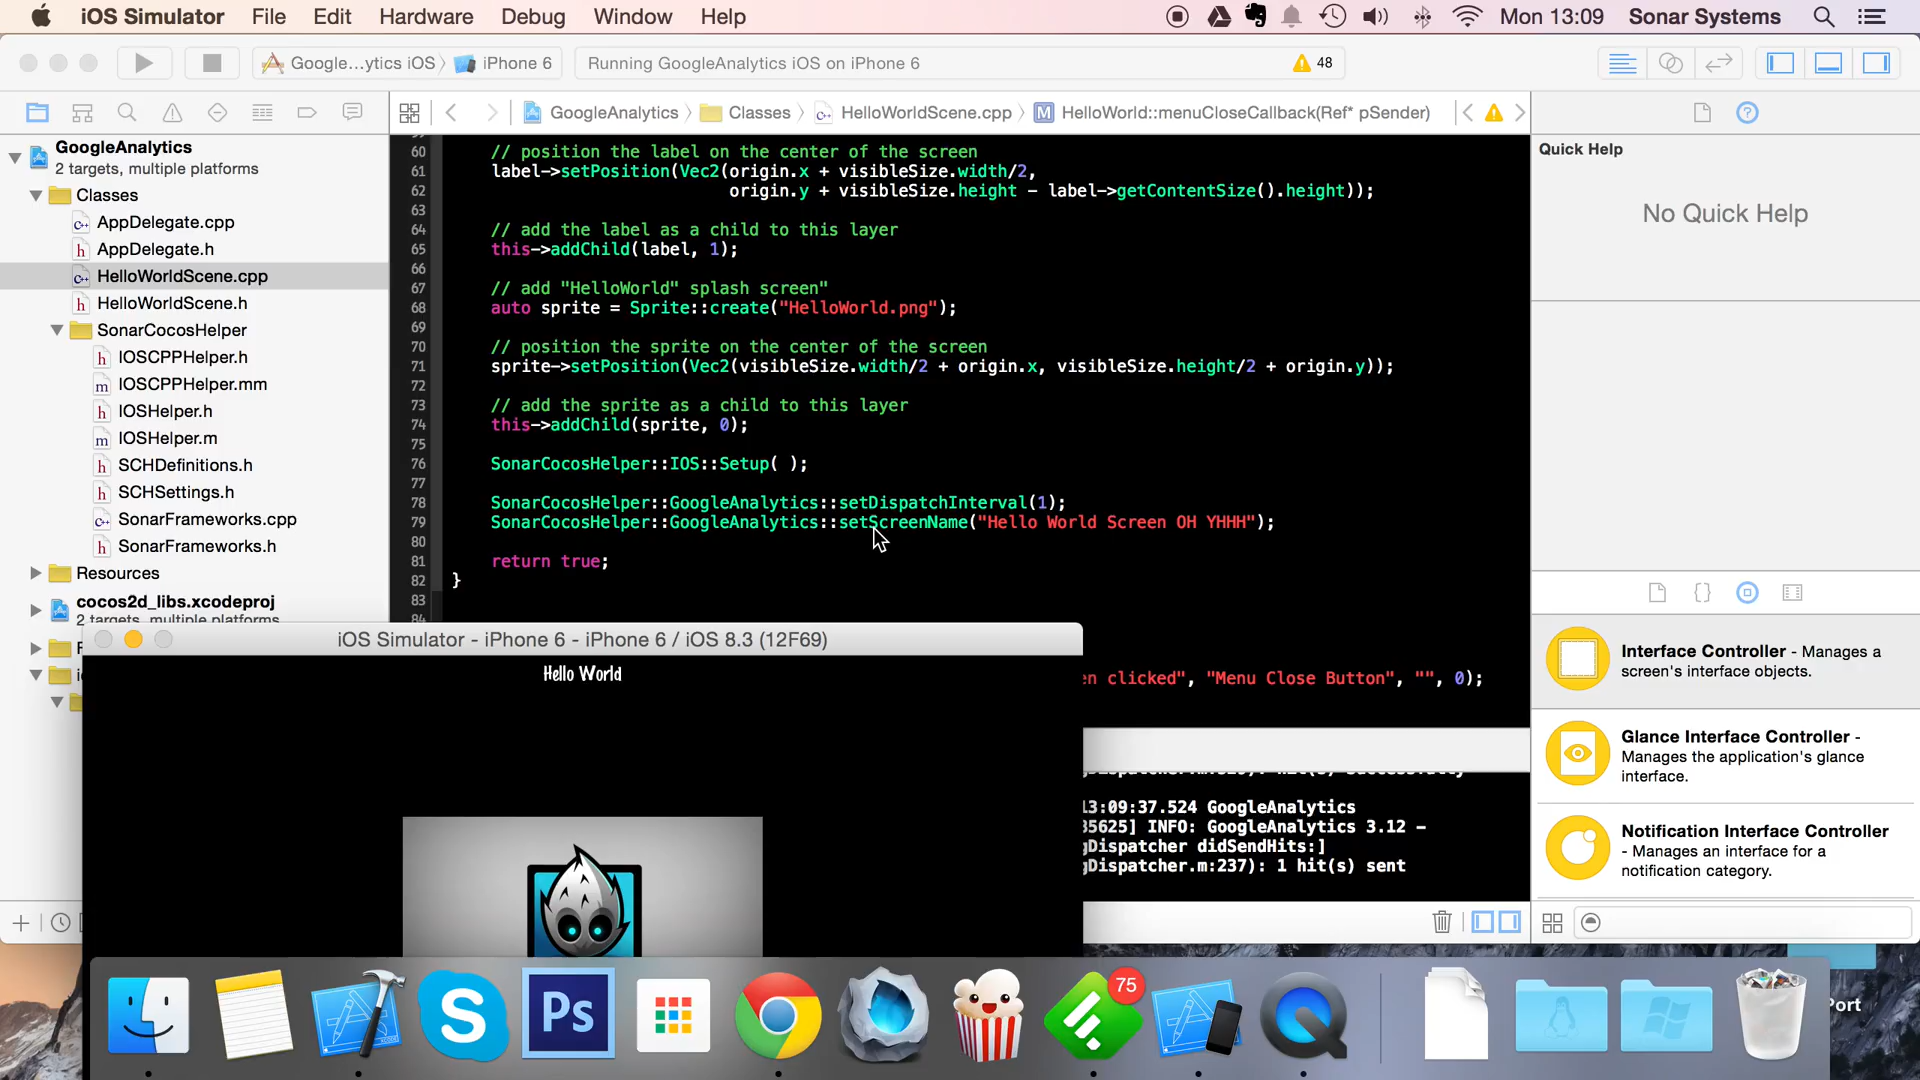 iOS Simulator File Edit Hardware Debug Window Help Mon 13:09 Sonar Systems
Google...ytics iOS iPhone 6 Running GoogleAnalytics iOS on iPhone 6 48
GoogleAnalytics Classes HelloWorldScene.cpp M HelloWorld::menuCloseCallback(Ref* pSender)
GoogleAnalytics
2 targets, multiple platforms
Classes
AppDelegate.cpp
AppDelegate.h
HelloWorldScene.cpp
HelloWorldScene.h
SonarCocosHelper
IOSCPPHelper.h
IOSCPPHelper.mm
IOSHelper.h
IOSHelper.m
SCHDefinitions.h
SCHSettings.h
SonarFrameworks.cpp
SonarFrameworks.h
Resources
cocos2d_libs.xcodeproj
2 targets, multiple platforms
60 // position the label on the center of the screen
61 label->setPosition(Vec2(origin.x + visibleSize.width/2,
62 origin.y + visibleSize.height - label->getContentSize().height));
63
64 // add the label as a child to this layer
65 this->addChild(label, 1);
66
67 // add "HelloWorld" splash screen"
68 auto sprite = Sprite::create("HelloWorld.png");
69
70 // position the sprite on the center of the screen
71 sprite->setPosition(Vec2(visibleSize.width/2 + origin.x, visibleSize.height/2 + origin.y));
72
73 // add the sprite as a child to this layer
74 this->addChild(sprite, 0);
75
76 SonarCocosHelper::IOS::Setup( );
77
78 SonarCocosHelper::GoogleAnalytics::setDispatchInterval(1);
79 SonarCocosHelper::GoogleAnalytics::setScreenName("Hello World Screen OH YHHH");
80
81 return true;
82 }
83
84
en clicked", "Menu Close Button", "", 0);
13:09:37.524 GoogleAnalytics
35625] INFO: GoogleAnalytics 3.12 -
gDispatcher didSendHits:]
gDispatcher.m:237): 1 hit(s) sent
iOS Simulator - iPhone 6 - iPhone 6 / iOS 8.3 (12F69)
Hello World
Quick Help
No Quick Help
Interface Controller - Manages a
screen's interface objects.
Glance Interface Controller -
Manages the application's glance
interface.
Notification Interface Controller
- Manages an interface for a
notification category.
Ps
75
Port